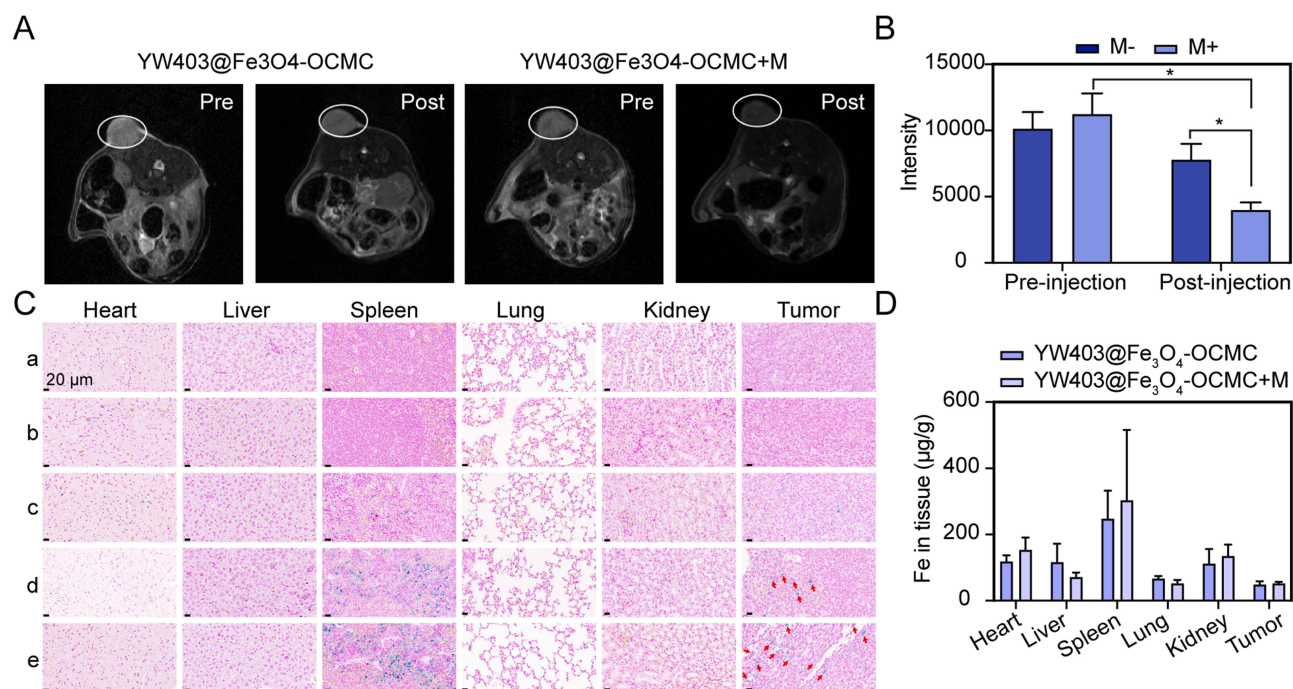 A
YW403@Fe3O4-OCMC
YW403@Fe3O4-OCMC+M
Pre
Post
Pre
Post
B
M-
M+
Intensity
15000
10000
5000
0
*
*
Pre-injection
Post-injection
C
Heart
Liver
Spleen
Lung
Kidney
Tumor
a
20 μm
b
c
d
e
D
YW403@Fe₃O₄-OCMC
YW403@Fe₃O₄-OCMC+M
Fe in tissue (μg/g)
600
400
200
0
Heart
Liver
Spleen
Lung
Kidney
Tumor